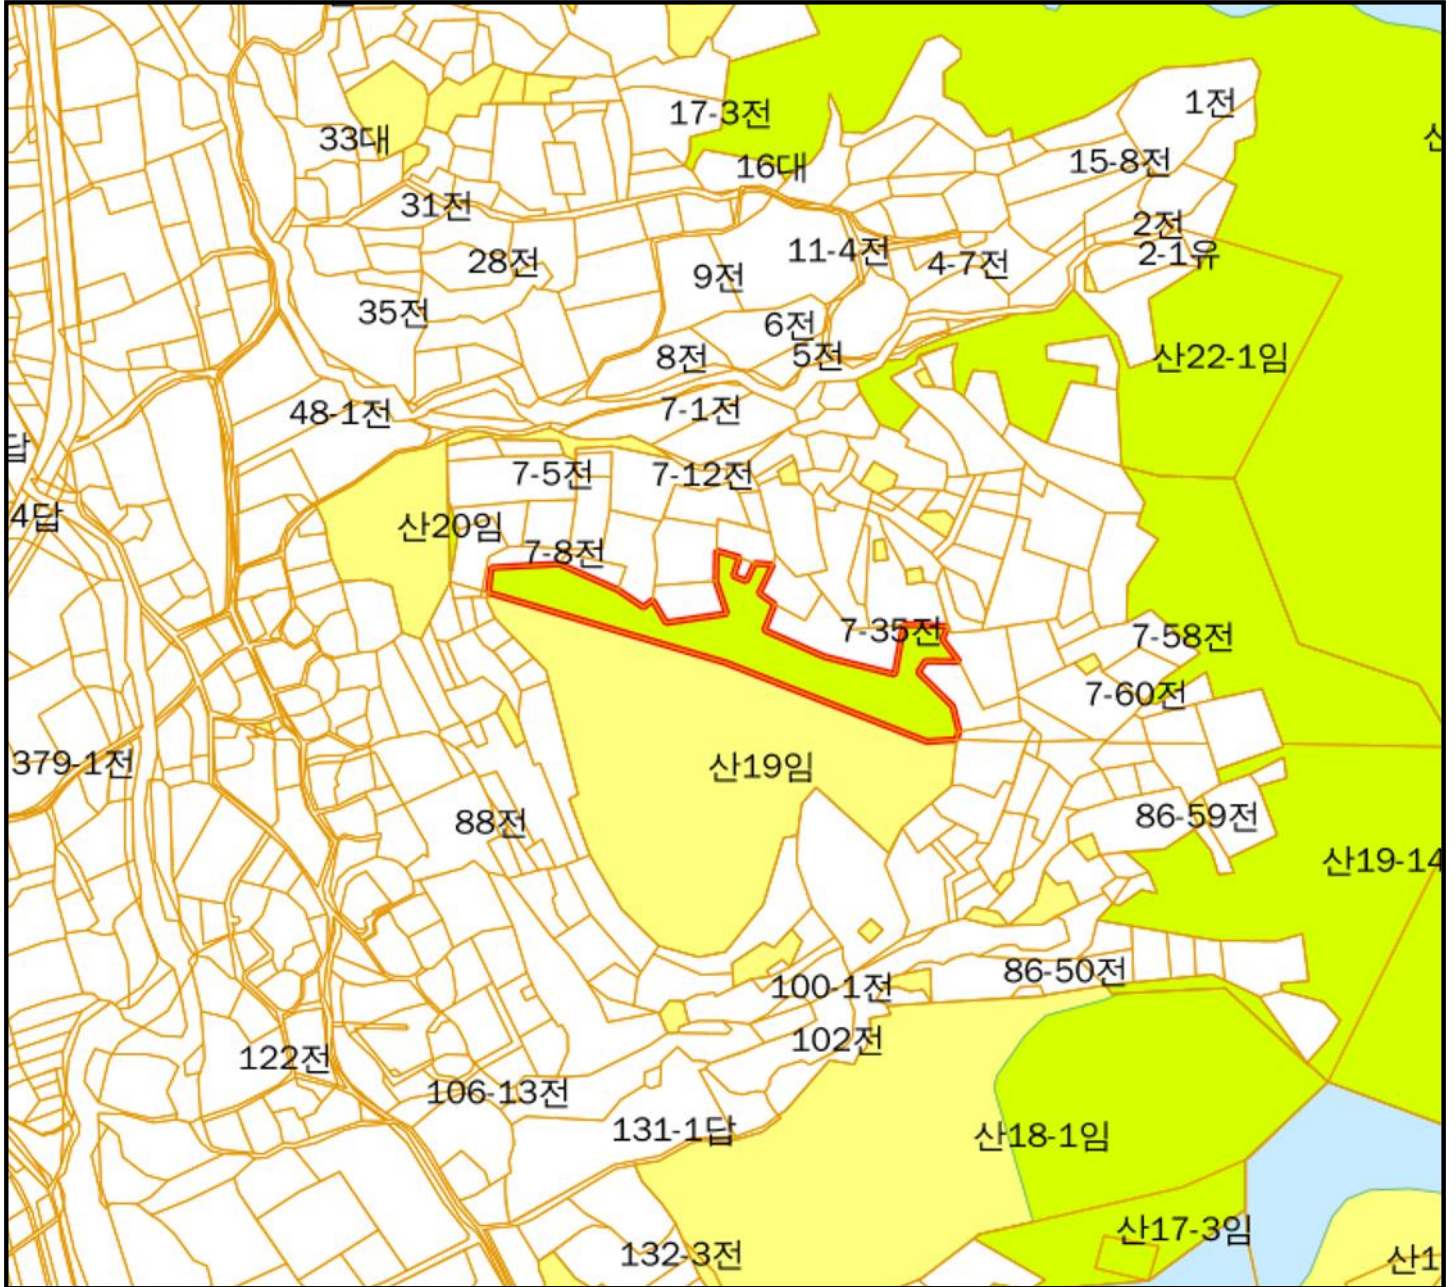 17-3전
1전
33대
16대
15-8전
31전
2전
11-4전
2-1유
28전
9전
4-7전
35전
6전
8전
5전
산22-1임
48-1전
7-1전
답
7-5전
7-12전
4답
산20임
7-8전
7-35전
7-58전
7-60전
379-1전
산19임
88전
86-59전
산19-14
86-50전
100-1전
102전
122전
106-13전
131-1답
산18-1임
산17-3임
132-3전
산1